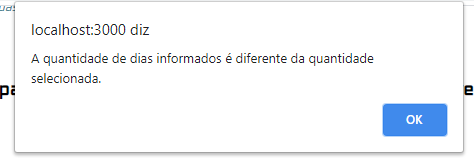 localhost:3000 diz
A quantidade de dias informados é diferente da quantidade
selecionada.
OK